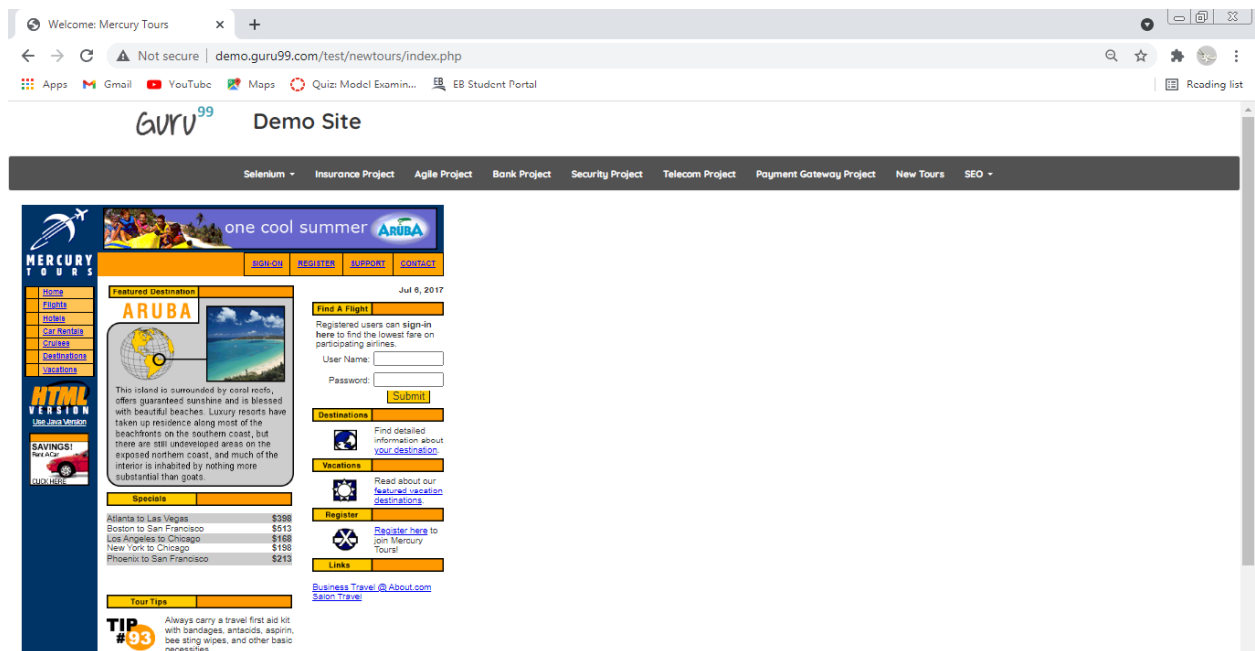 Welcome: Mercury Tours
Not secure | demo.guru99.com/test/newtours/index.php
Apps Gmail YouTube Maps Quiz: Model Examin... EB Student Portal Reading list
Guru99 Demo Site
Selenium Insurance Project Agile Project Bank Project Security Project Telecom Project Payment Gateway Project New Tours SEO
one cool summer ARUBA
MERCURY
TOURS
SIGN-ON REGISTER SUPPORT CONTACT
Home
Flights
Hotels
Car Rentals
Cruises
Destinations
Vacations
HTML
VERSION
Use Java Version
SAVINGS!
Rent A Car
CLICK HERE
Featured Destination
ARUBA
This island is surrounded by coral reefs,
offers guaranteed sunshine and is blessed
with beautiful beaches. Luxury resorts have
taken up residence along most of the
beachfronts on the southern coast, but
there are still undeveloped areas on the
exposed northern coast, and much of the
interior is inhabited by nothing more
substantial than goats.
Specials
Atlanta to Las Vegas $398
Boston to San Francisco $513
Los Angeles to Chicago $168
New York to Chicago $198
Phoenix to San Francisco $213
Tour Tips
TIP
#93
Always carry a travel first aid kit
with bandages, antacids, aspirin,
bee sting wipes, and other basic
necessities.
Jul 6, 2017
Find A Flight
Registered users can sign-in
here to find the lowest fare on
participating airlines.
User Name:
Password:
Submit
Destinations
Find detailed
information about
your destination.
Vacations
Read about our
featured vacation
destinations.
Register
Register here to
join Mercury
Tours!
Links
Business Travel @ About.com
Salon Travel